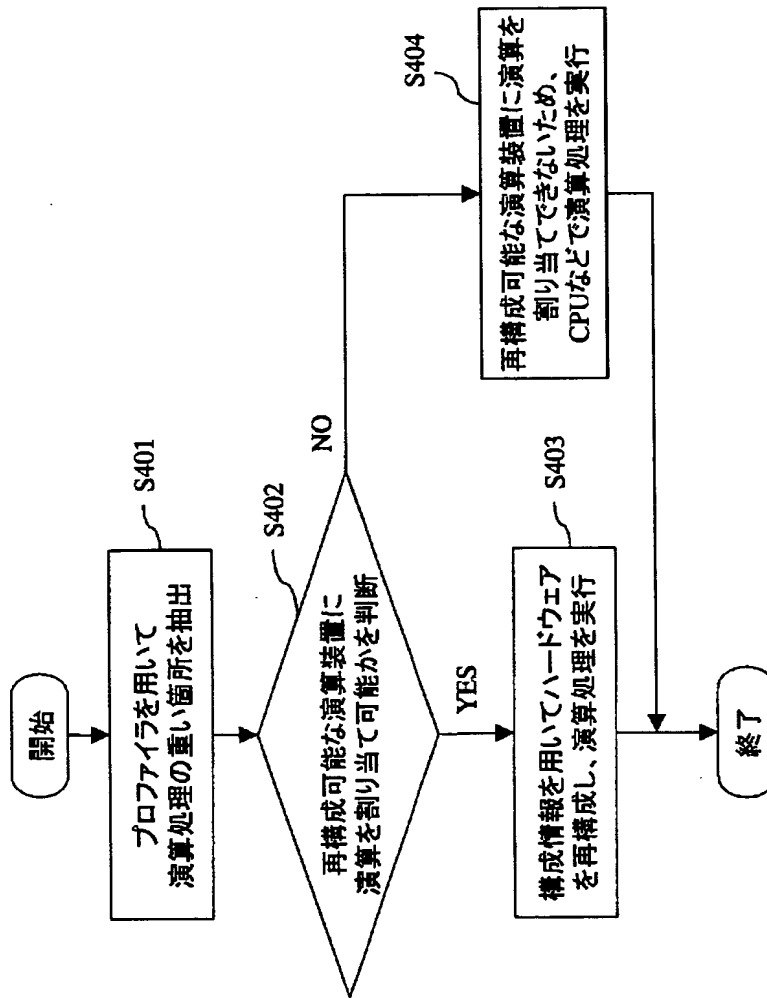 開始
S401
プロファイラを用いて
演算処理の重い箇所を抽出
S402
再構成可能な演算装置に
演算を割り当て可能かを判断
NO
YES
S403
構成情報を用いてハードウェア
を再構成し、演算処理を実行
S404
再構成可能な演算装置に演算を
割り当てできないため、
CPUなどで演算処理を実行
終了